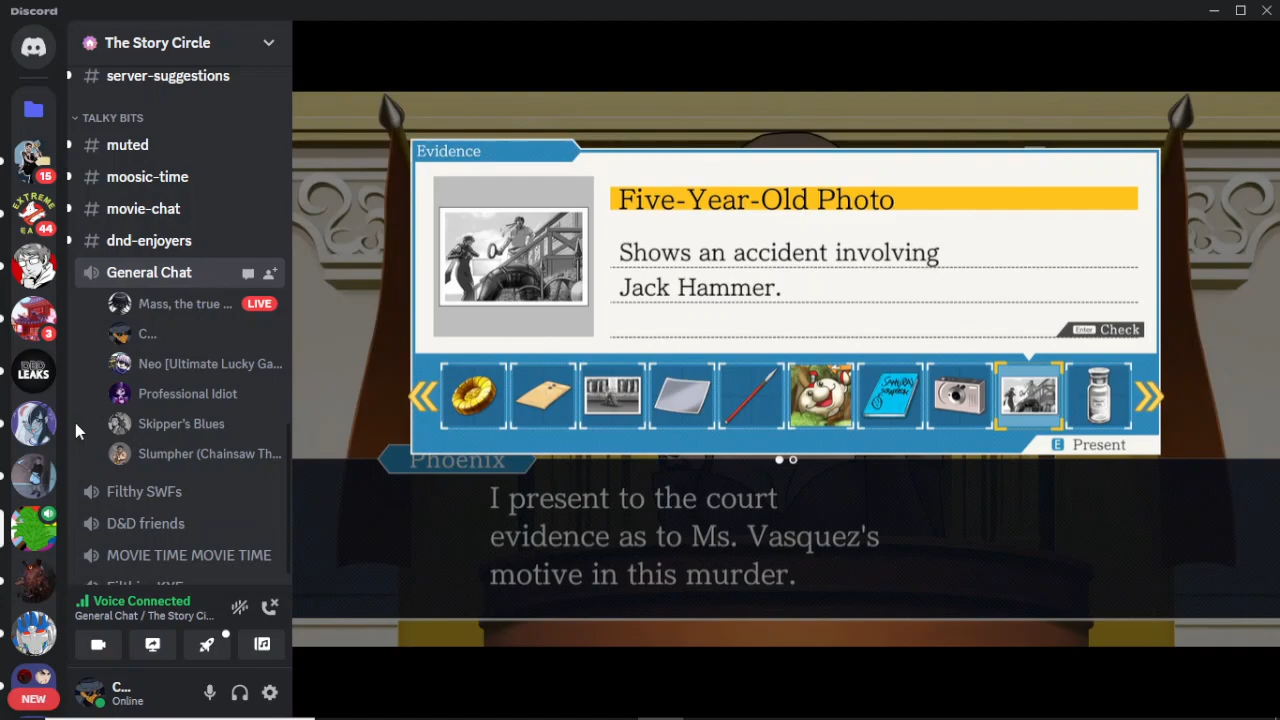 Discord
The Story Circle
server-suggestions
TALKY BITS
muted
moosic-time
movie-chat
dnd-enjoyers
General Chat
Mass, the true ...
LIVE
C...
Neo [Ultimate Lucky Ga...
Professional Idiot
Skipper's Blues
Slumpher (Chainsaw Th...
Filthy SWFs
D&D friends
MOVIE TIME MOVIE TIME
Voice Connected
General Chat / The Story Ci...
C...
Online
15
EXTREME
44
3
LEAKS
NEW
Evidence
Five-Year-Old Photo
Shows an accident involving
Jack Hammer.
Enter Check
SAMURAI
E Present
Phoenix
I present to the court
evidence as to Ms. Vasquez's
motive in this murder.